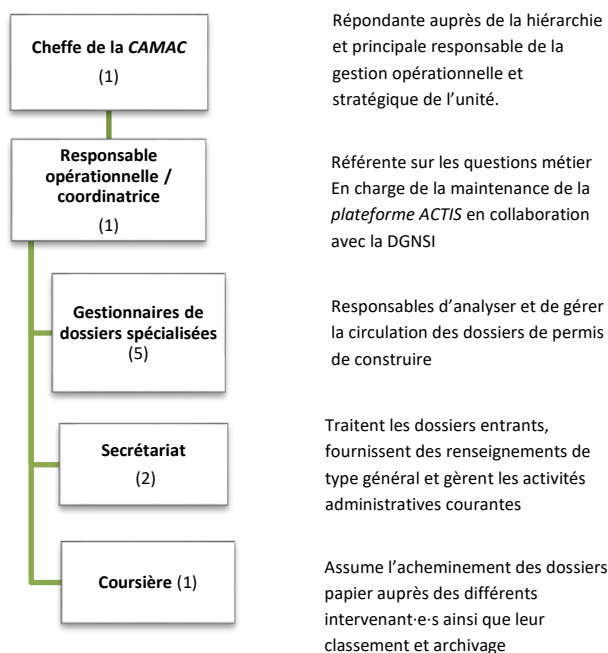 Cheffe de la CAMAC
(1)
Répondante auprès de la hiérarchie
et principale responsable de la
gestion opérationnelle et
stratégique de l'unité.
Responsable
opérationnelle /
coordinatrice
(1)
Référente sur les questions métier
En charge de la maintenance de la
plateforme ACTIS en collaboration
avec la DGNSI
Gestionnaires de
dossiers spécialisées
(5)
Responsables d'analyser et de gérer
la circulation des dossiers de permis
de construire
Secrétariat
(2)
Traitent les dossiers entrants,
fournissent des renseignements de
type général et gèrent les activités
administratives courantes
Coursière (1)
Assume l'acheminement des dossiers
papier auprès des différents
intervenant·e·s ainsi que leur
classement et archivage